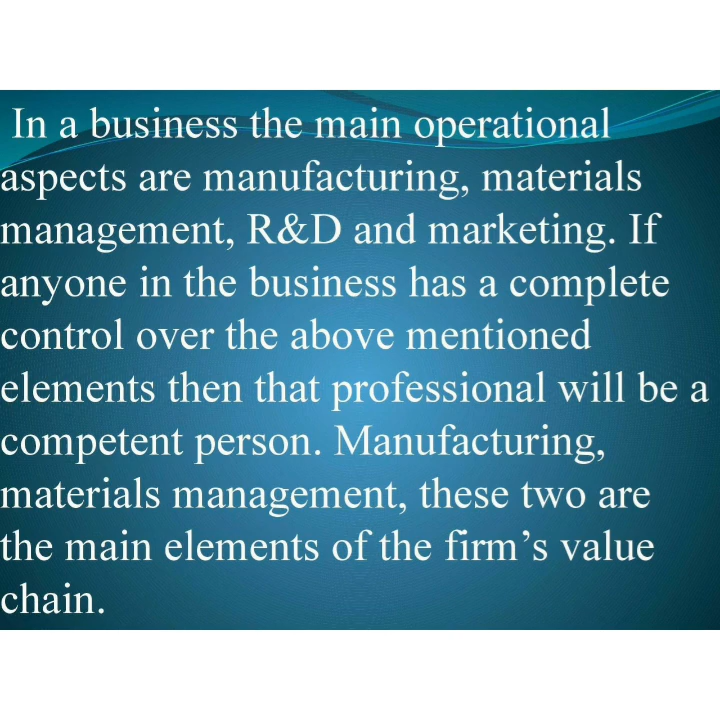 In a business the main operational
aspects are manufacturing, materials
management, R&D and marketing. If
anyone in the business has a complete
control over the above mentioned
elements then that professional will be a
competent person. Manufacturing,
materials management, these two are
the main elements of the firm’s value
chain.